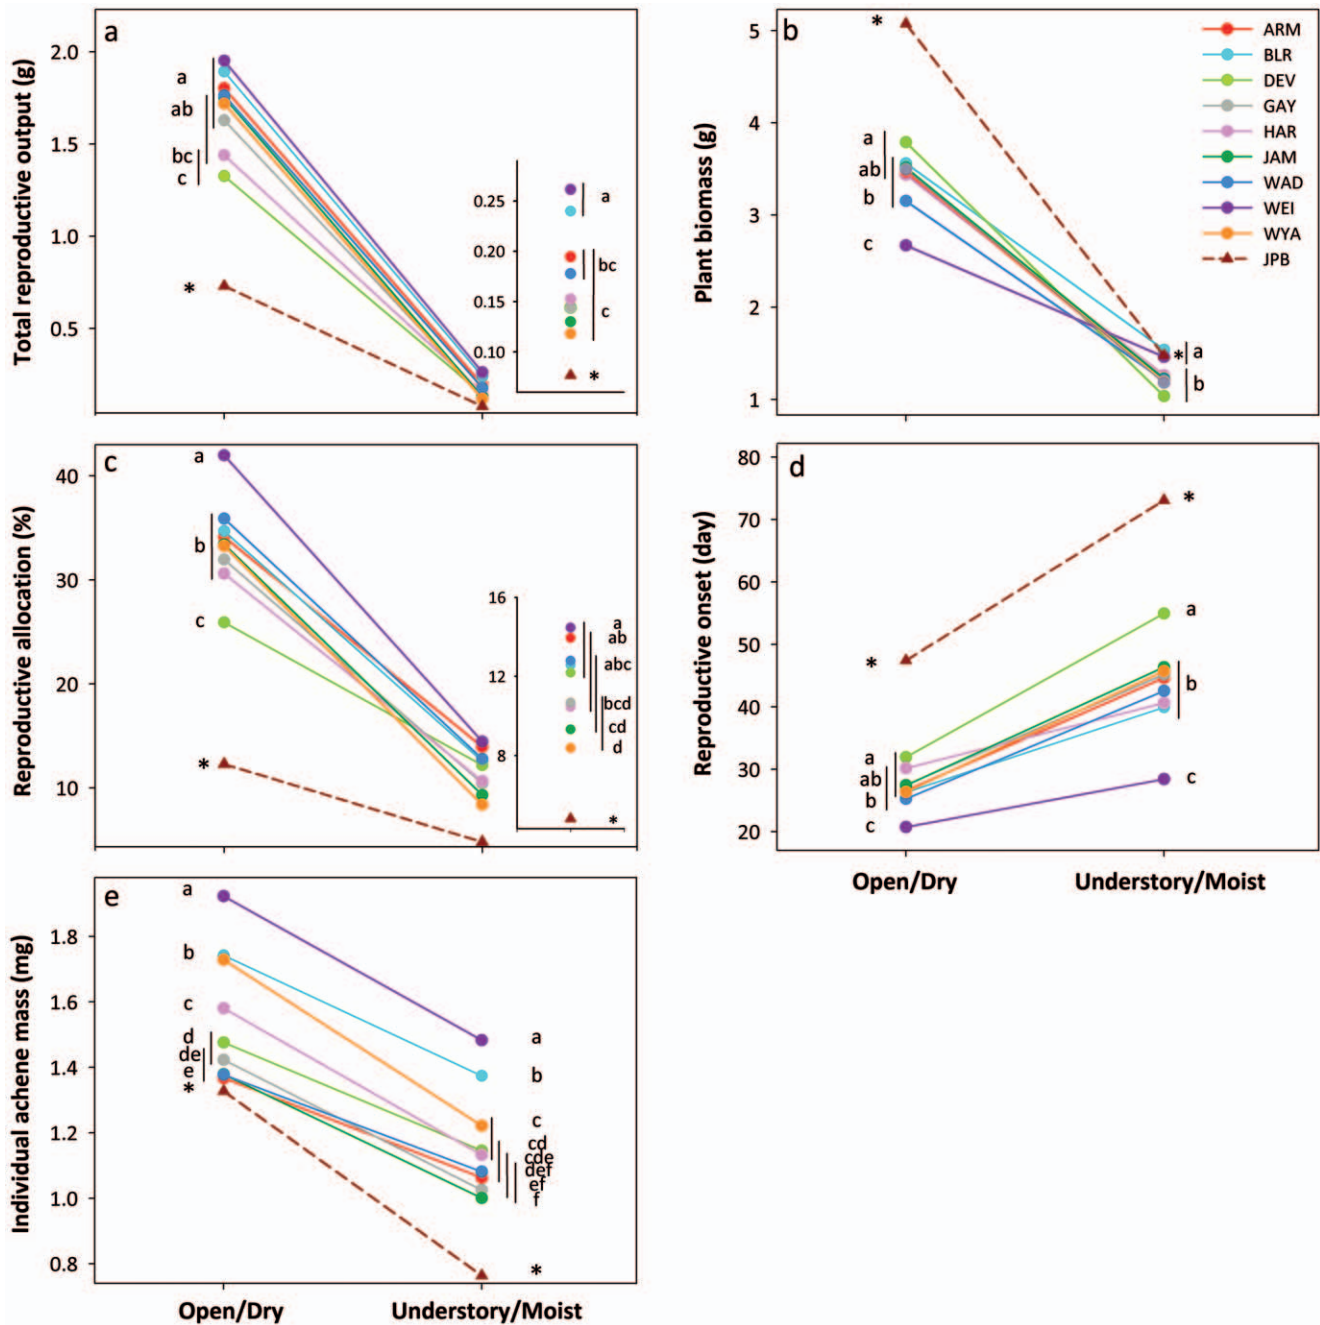 a
Total reproductive output (g)
2.0
1.5
1.0
0.5
a
ab
bc
c
*
0.25
0.20
0.15
0.10
a
bc
c
*
b
Plant biomass (g)
5
4
3
2
1
*
a
ab
b
c
* a
b
ARM
BLR
DEV
GAY
HAR
JAM
WAD
WEI
WYA
JPB
c
Reproductive allocation (%)
40
30
20
10
a
b
c
*
16
12
8
a
ab
abc
bcd
cd
d
*
d
Reproductive onset (day)
80
70
60
50
40
30
20
*
a
ab
b
c
*
a
b
c
Open/Dry Understory/Moist
e
Individual achene mass (mg)
1.8
1.6
1.4
1.2
1.0
0.8
a
b
c
d
de
e
*
a
b
c
cd
cde
def
ef
f
*
Open/Dry Understory/Moist